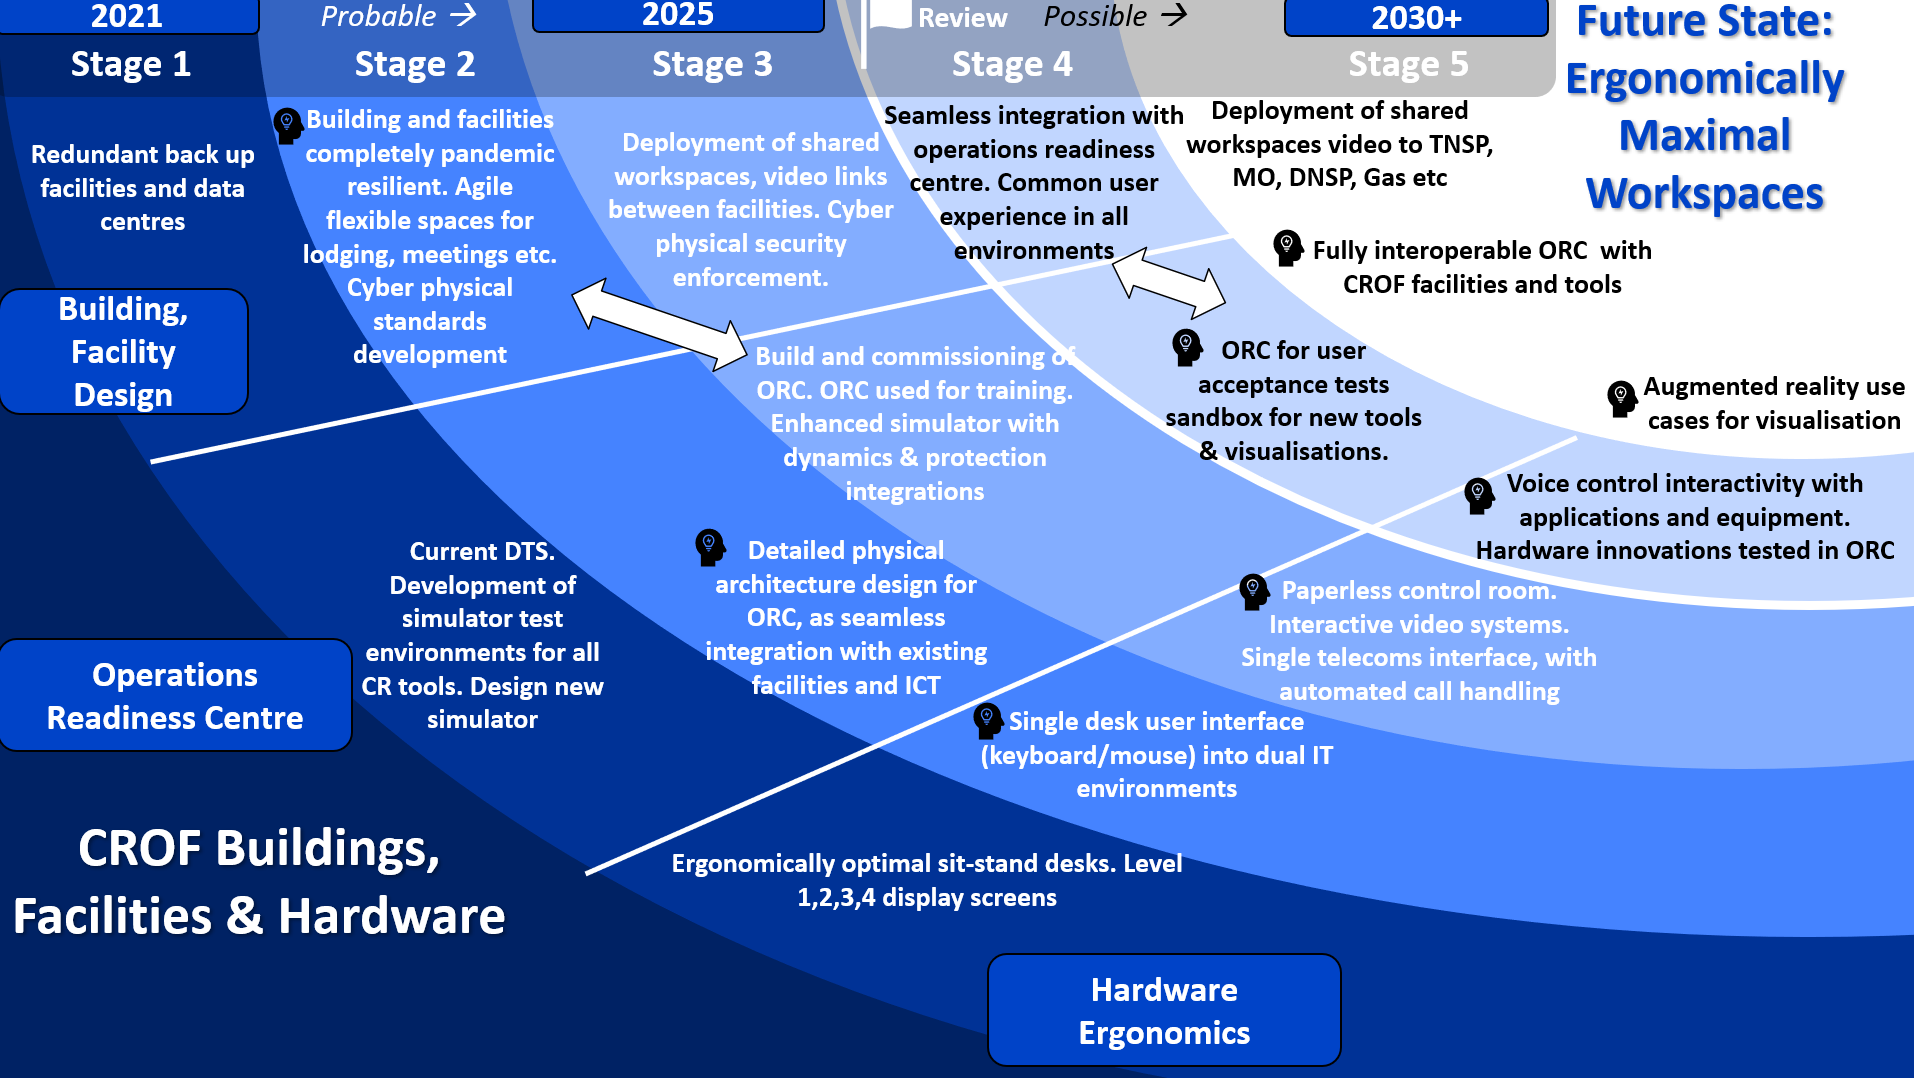 2021
Probable →
2025
Review
Possible →
2030+
Stage 1
Stage 2
Stage 3
Stage 4
Stage 5
Future State:
Ergonomically
Maximal
Workspaces
Redundant back up
facilities and data
centres
Building and facilities
completely pandemic
resilient. Agile
flexible spaces for
lodging, meetings etc.
Cyber physical
standards
development
Deployment of shared
workspaces, video links
between facilities. Cyber
physical security
enforcement.
Seamless integration with
operations readiness
centre. Common user
experience in all
environments
Deployment of shared
workspaces video to TNSP,
MO, DNSP, Gas etc
Fully interoperable ORC with
CROF facilities and tools
Building,
Facility
Design
Build and commissioning of
ORC. ORC used for training.
Enhanced simulator with
dynamics & protection
integrations
ORC for user
acceptance tests
sandbox for new tools
& visualisations.
Augmented reality use
cases for visualisation
Current DTS.
Development of
simulator test
environments for all
CR tools. Design new
simulator
Detailed physical
architecture design for
ORC, as seamless
integration with existing
facilities and ICT
Voice control interactivity with
applications and equipment.
Hardware innovations tested in ORC
Operations
Readiness Centre
Paperless control room.
Interactive video systems.
Single telecoms interface, with
automated call handling
Single desk user interface
(keyboard/mouse) into dual IT
environments
CROF Buildings,
Facilities & Hardware
Ergonomically optimal sit-stand desks. Level
1,2,3,4 display screens
Hardware
Ergonomics